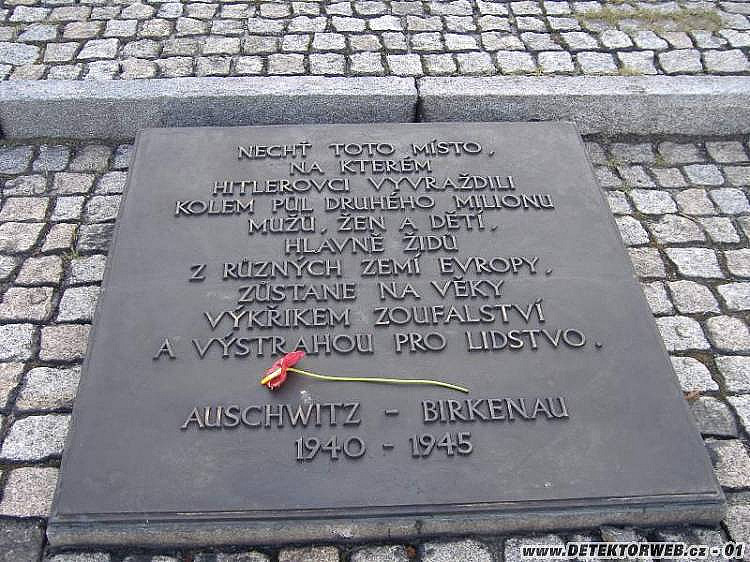 NECHŤ TOTO MÍSTO,
NA KTERÉM
HITLEROVCI VYVRAŽDILI
KOLEM PŮL DRUHÉHO MILIONU
MUŽŮ, ŽEN A DĚTÍ,
HLAVNĚ ŽIDŮ
Z RŮZNÝCH ZEMÍ EVROPY,
ZŮSTANE NA VĚKY
VÝKŘIKEM ZOUFALSTVÍ
A VÝSTRAHOU PRO LIDSTVO.
AUSCHWITZ - BIRKENAU
1940 - 1945
www.DETEKTORWEB.cz - 01